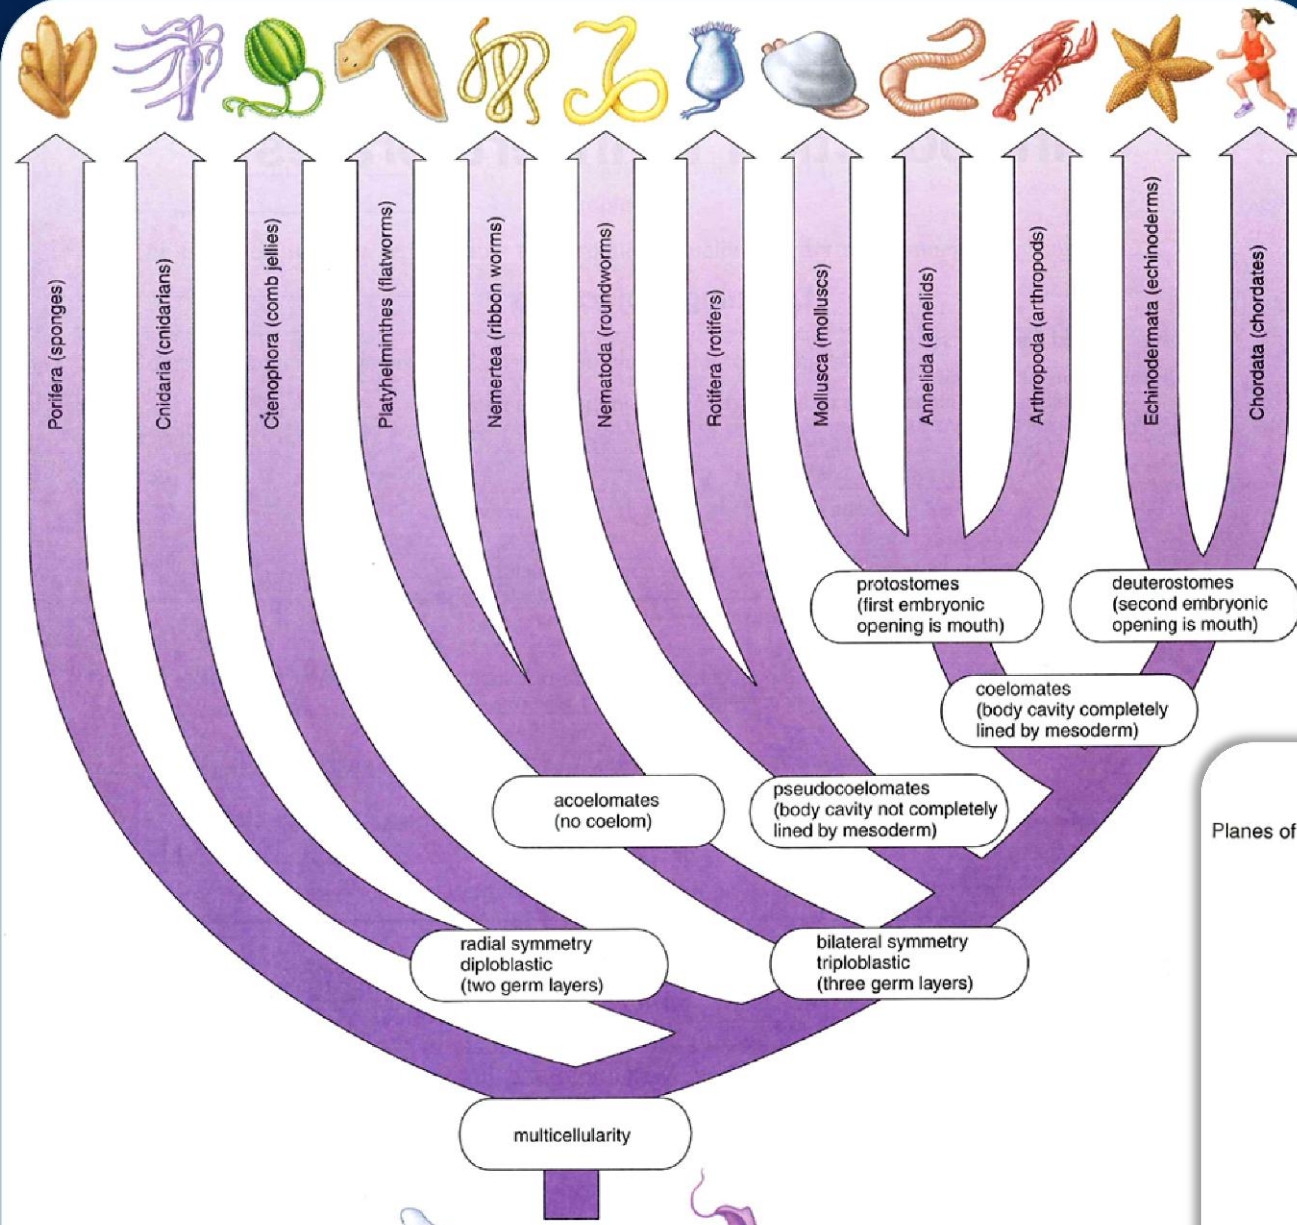 Porifera (sponges)
Cnidaria (cnidarians)
Ctenophora (comb jellies)
Platyhelminthes (flatworms)
Nemertea (ribbon worms)
Nematoda (roundworms)
Rotifera (rotifers)
Mollusca (molluscs)
Annelida (annelids)
Arthropoda (arthropods)
Echinodermata (echinoderms)
Chordata (chordates)
protostomes
(first embryonic
opening is mouth)
deuterostomes
(second embryonic
opening is mouth)
coelomates
(body cavity completely
lined by mesoderm)
acoelomates
(no coelom)
pseudocoelomates
(body cavity not completely
lined by mesoderm)
Planes of
radial symmetry
diploblastic
(two germ layers)
bilateral symmetry
triploblastic
(three germ layers)
multicellularity